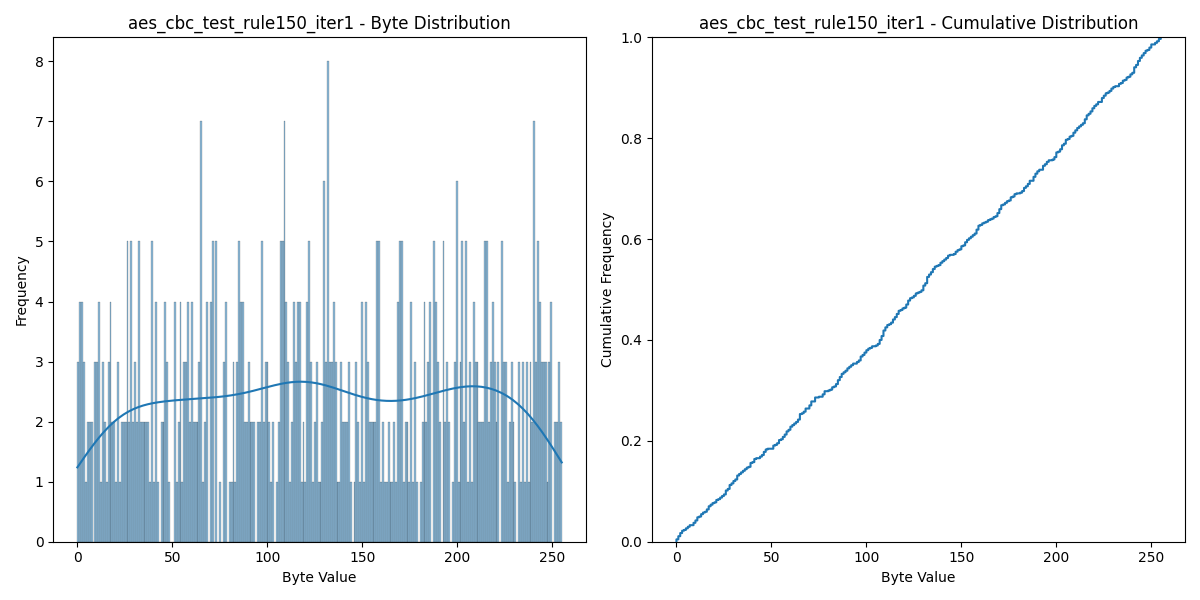 aes_cbc_test_rule150_iter1 - Byte Distribution
Frequency
8
7
6
5
4
3
2
1
0
0 50 100 150 200 250
Byte Value
aes_cbc_test_rule150_iter1 - Cumulative Distribution
Cumulative Frequency
1.0
0.8
0.6
0.4
0.2
0.0
0 50 100 150 200 250
Byte Value